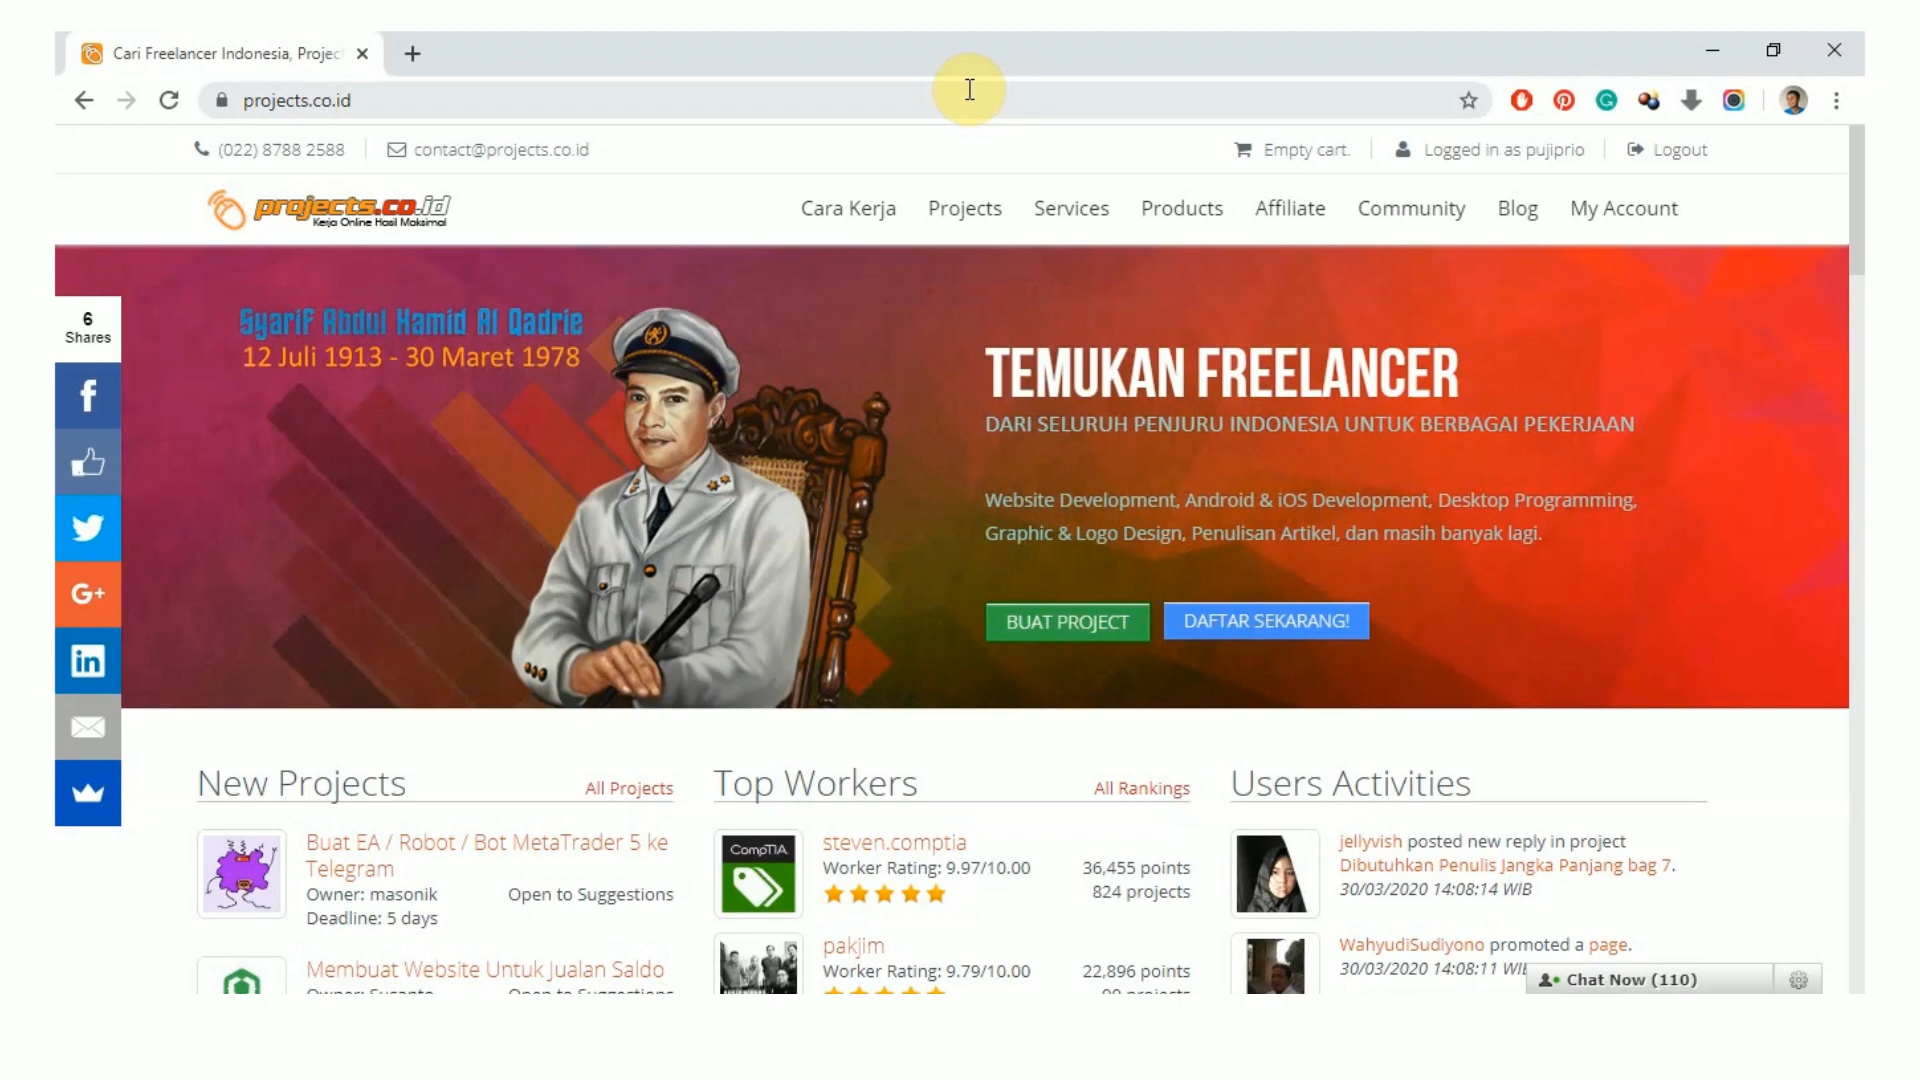 Cari Freelancer Indonesia, Project
projects.co.id
(022) 8788 2588
contact@projects.co.id
Empty cart.
Logged in as pujiprio
Logout
projects.co.id
Kerja Online Hasil Maksimal
Cara Kerja
Projects
Services
Products
Affiliate
Community
Blog
My Account
6
Shares
Syarif Abdul Hamid Al Qadrie
12 Juli 1913 - 30 Maret 1978
TEMUKAN FREELANCER
DARI SELURUH PENJURU INDONESIA UNTUK BERBAGAI PEKERJAAN
Website Development, Android & iOS Development, Desktop Programming,
Graphic & Logo Design, Penulisan Artikel, dan masih banyak lagi.
BUAT PROJECT
DAFTAR SEKARANG!
G+
in
New Projects
All Projects
Buat EA / Robot / Bot MetaTrader 5 ke
Telegram
Owner: masonik
Open to Suggestions
Deadline: 5 days
Membuat Website Untuk Jualan Saldo
Owner: Susanto
Open to Suggestions
Top Workers
All Rankings
CompTIA.
steven.comptia
Worker Rating: 9.97/10.00
36,455 points
824 projects
pakjim
Worker Rating: 9.79/10.00
22,896 points
projects
Users Activities
jellyvish posted new reply in project
Dibutuhkan Penulis Jangka Panjang bag 7.
30/03/2020 14:08:14 WIB
WahyudiSudiyono promoted a page.
30/03/2020 14:08:11 WIB
Chat Now (110)